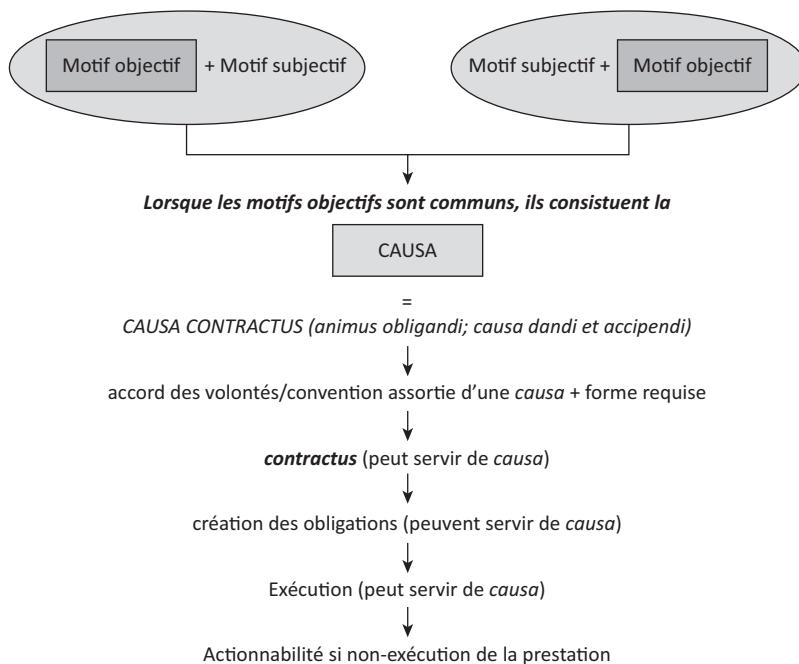 Motif objectif + Motif subjectif
Motif subjectif + Motif objectif
Lorsque les motifs objectifs sont communs, ils consistuent la
CAUSA
=
CAUSA CONTRACTUS (animus obligandi; causa dandi et accipendi)
accord des volontés/convention assortie d'une causa + forme requise
contractus (peut servir de causa)
création des obligations (peuvent servir de causa)
Exécution (peut servir de causa)
Actionnabilité si non-exécution de la prestation